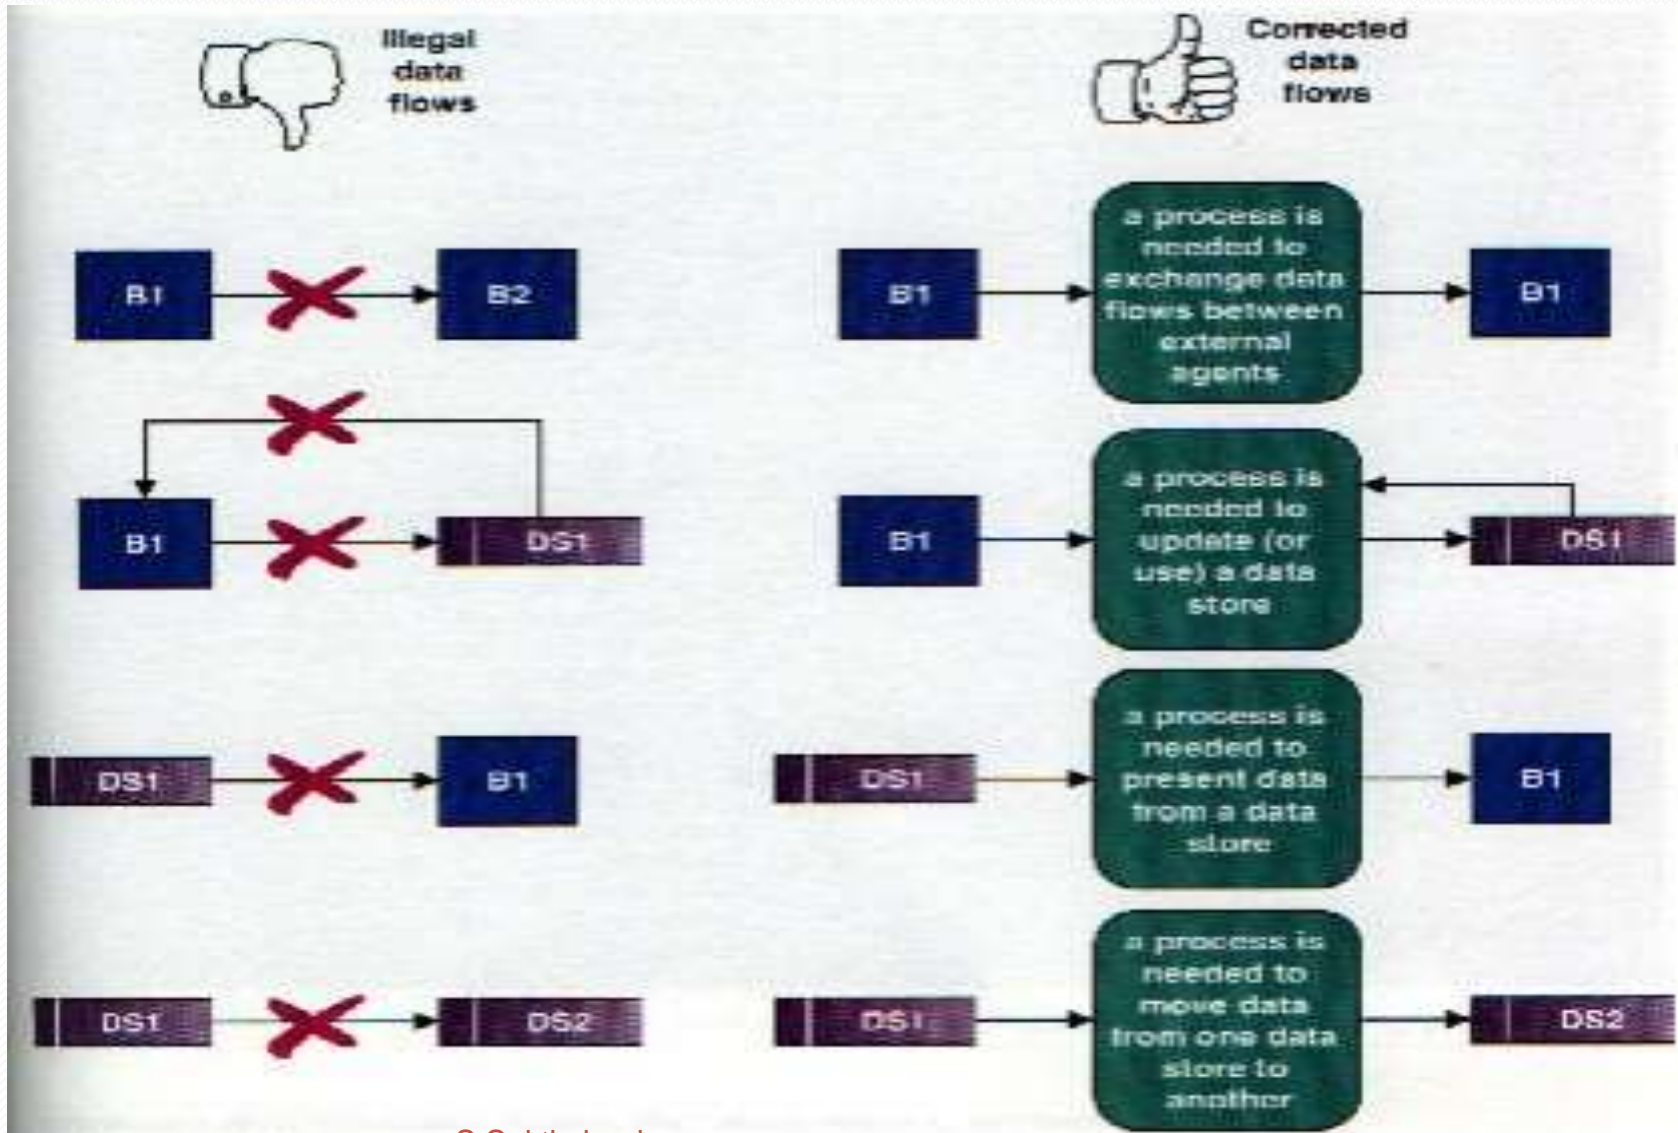 Illegal
data
flows
Corrected
data
flows
B1
B2
B1
a process is
needed to
exchange data
flows between
external
agents
B1
B1
DS1
B1
a process is
needed to
update (or
use) a data
store
DS1
DS1
B1
DS1
a process is
needed to
present data
from a data
store
B1
DS1
DS2
DS1
a process is
needed to
move data
from one data
store to
another
DS2